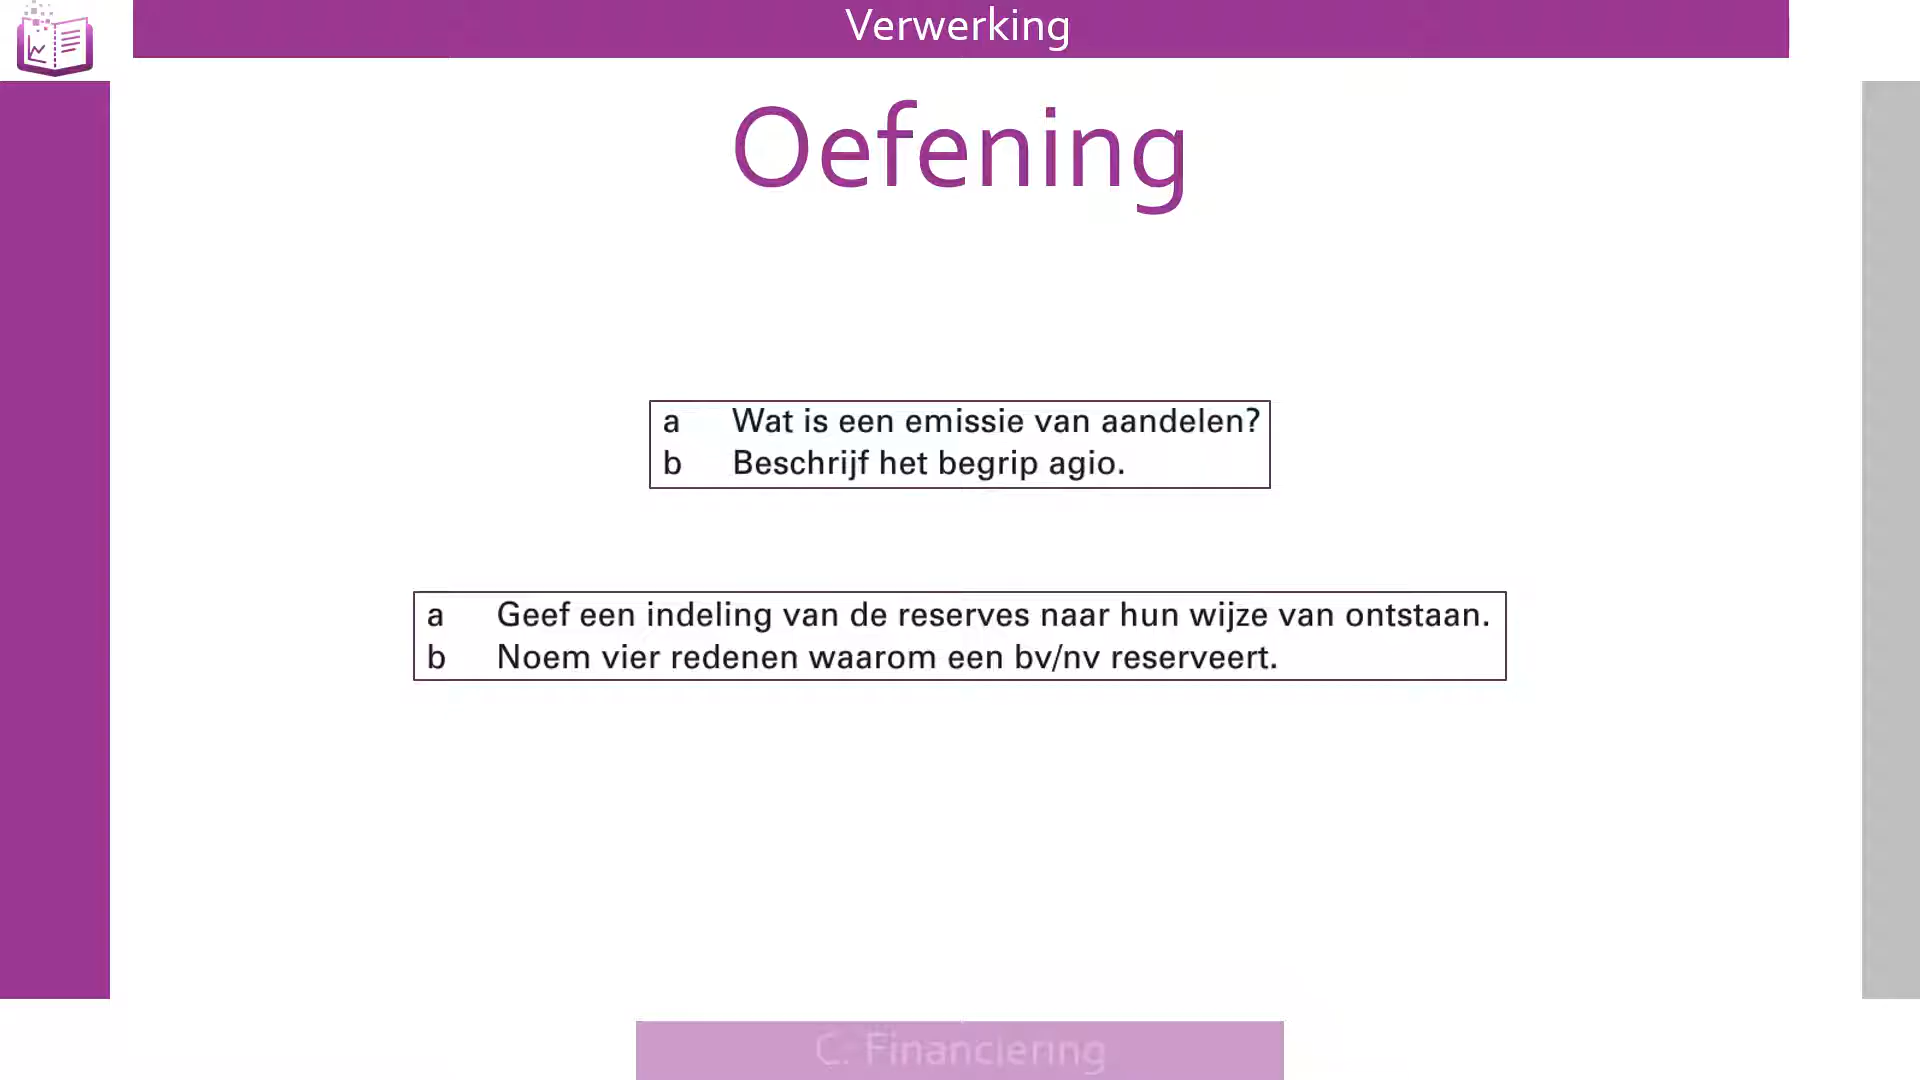 Verwerking
Oefening
a Wat is een emissie van aandelen?
b Beschrijf het begrip agio.
a Geef een indeling van de reserves naar hun wijze van ontstaan.
b Noem vier redenen waarom een bv/nv reserveert.
C. Financiering